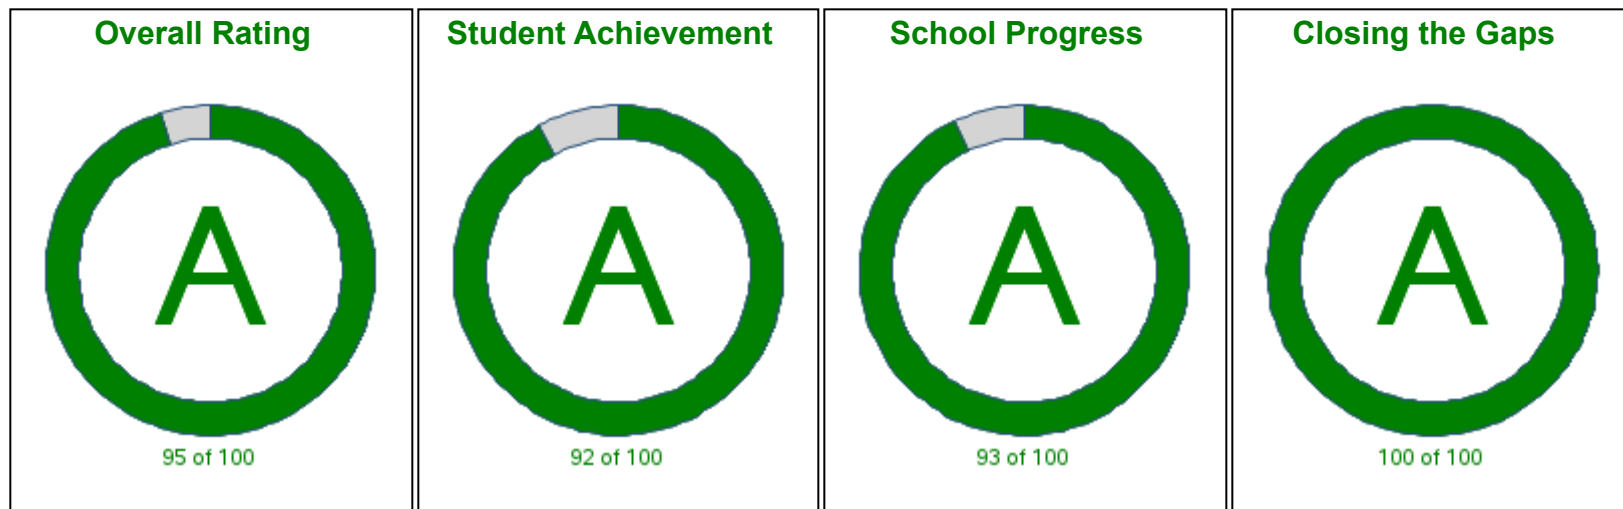 Overall Rating
A
95 of 100
Student Achievement
A
92 of 100
School Progress
A
93 of 100
Closing the Gaps
A
100 of 100